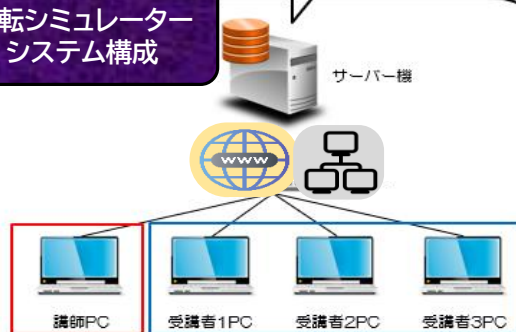 転シミュレーター
システム構成
サーバー機
www
講師PC
受講者1PC
受講者2PC
受講者3PC